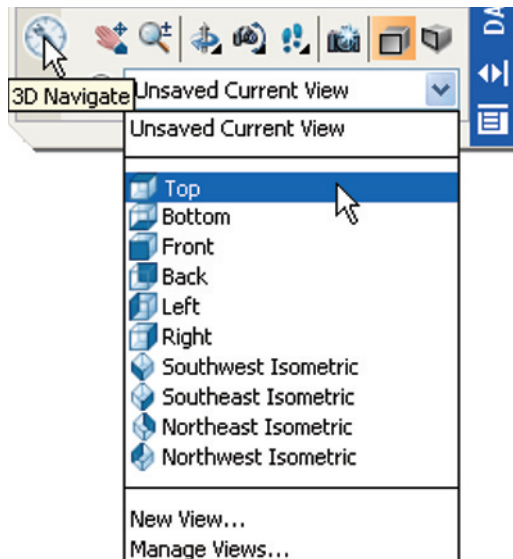 DA
3D Navigate
Unsaved Current View
Unsaved Current View
Top
Bottom
Front
Back
Left
Right
Southwest Isometric
Southeast Isometric
Northeast Isometric
Northwest Isometric
New View...
Manage Views...